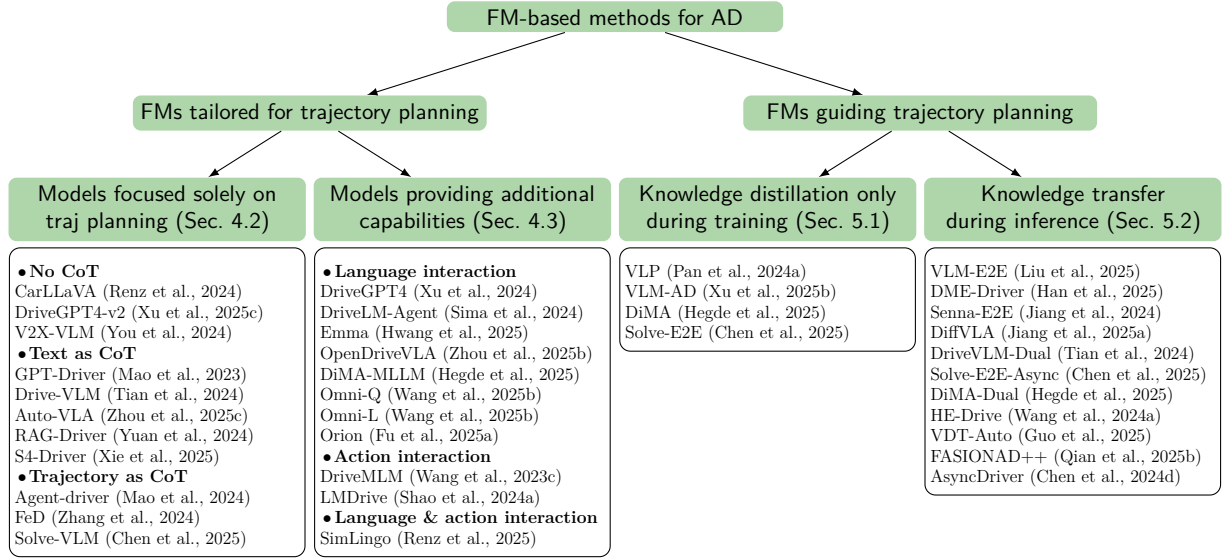 FM-based methods for AD
FMs tailored for trajectory planning
FMs guiding trajectory planning
Models focused solely on
traj planning (Sec. 4.2)
Models providing additional
capabilities (Sec. 4.3)
Knowledge distillation only
during training (Sec. 5.1)
Knowledge transfer
during inference (Sec. 5.2)
• No CoT
CarLLaVA (Renz et al., 2024)
DriveGPT4-v2 (Xu et al., 2025c)
V2X-VLM (You et al., 2024)
• Text as CoT
GPT-Driver (Mao et al., 2023)
Drive-VLM (Tian et al., 2024)
Auto-VLA (Zhou et al., 2025c)
RAG-Driver (Yuan et al., 2024)
S4-Driver (Xie et al., 2025)
• Trajectory as CoT
Agent-driver (Mao et al., 2024)
FeD (Zhang et al., 2024)
Solve-VLM (Chen et al., 2025)
• Language interaction
DriveGPT4 (Xu et al., 2024)
DriveLM-Agent (Sima et al., 2024)
Emma (Hwang et al., 2025)
OpenDriveVLA (Zhou et al., 2025b)
DiMA-MLLM (Hegde et al., 2025)
Omni-Q (Wang et al., 2025b)
Omni-L (Wang et al., 2025b)
Orion (Fu et al., 2025a)
• Action interaction
DriveMLM (Wang et al., 2023c)
LMDrive (Shao et al., 2024a)
• Language & action interaction
SimLingo (Renz et al., 2025)
VLP (Pan et al., 2024a)
VLM-AD (Xu et al., 2025b)
DiMA (Hegde et al., 2025)
Solve-E2E (Chen et al., 2025)
VLM-E2E (Liu et al., 2025)
DME-Driver (Han et al., 2025)
Senna-E2E (Jiang et al., 2024)
DiffVLA (Jiang et al., 2025a)
DriveVLM-Dual (Tian et al., 2024)
Solve-E2E-Async (Chen et al., 2025)
DiMA-Dual (Hegde et al., 2025)
HE-Drive (Wang et al., 2024a)
VDT-Auto (Guo et al., 2025)
FASIONAD++ (Qian et al., 2025b)
AsyncDriver (Chen et al., 2024d)